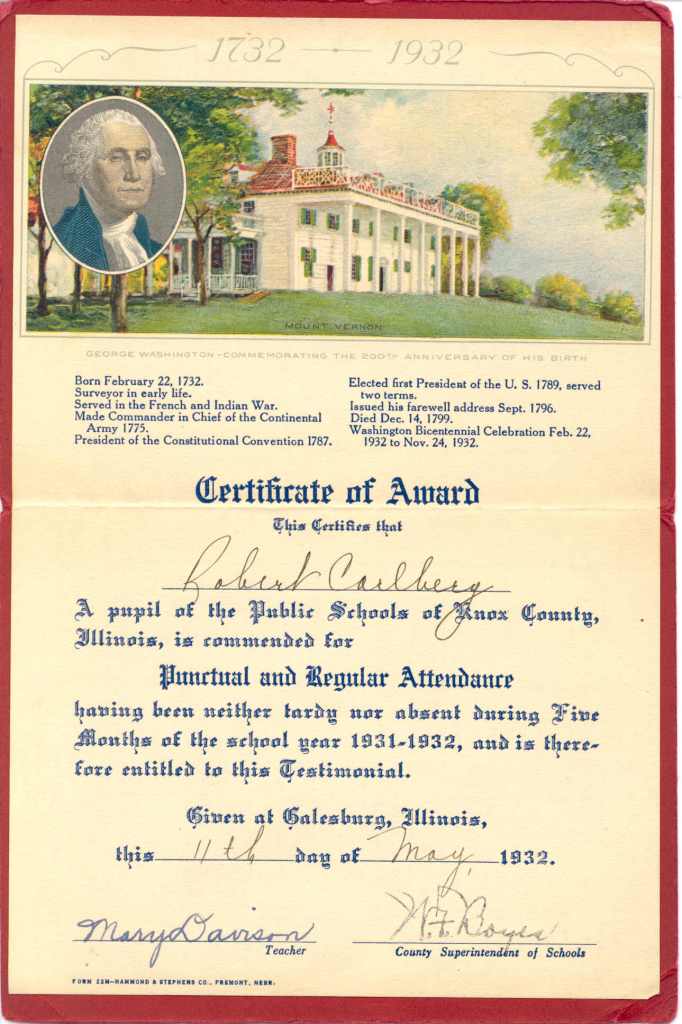 1732 — 1932
MOUNT VERNON
GEORGE WASHINGTON - COMMEMORATING THE 200TH ANNIVERSARY OF HIS BIRTH
Born February 22, 1732.
Surveyor in early life.
Served in the French and Indian War.
Made Commander in Chief of the Continental
Army 1775.
President of the Constitutional Convention 1787.
Elected first President of the U. S. 1789, served
two terms.
Issued his farewell address Sept. 1796.
Died Dec. 14, 1799.
Washington Bicentennial Celebration Feb. 22,
1932 to Nov. 24, 1932.
Certificate of Award
This Certifies that
Robert Carlberg
A pupil of the Public Schools of Knox County,
Illinois, is commended for
Punctual and Regular Attendance
having been neither tardy nor absent during Five
Months of the school year 1931-1932, and is there-
fore entitled to this Testimonial.
Given at Galesburg, Illinois,
this 11th day of May, 1932.
Mary Davison
Teacher
W. F. Boyes
County Superintendent of Schools
FORM 22M—HAMMOND & STEPHENS CO., FREMONT, NEBR.